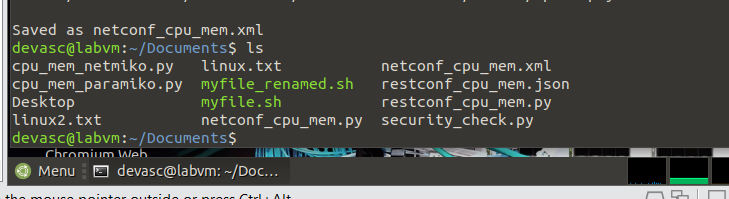 Saved as netconf_cpu_mem.xml
devasc@labvm:~/Documents$ ls
cpu_mem_netmiko.py linux.txt netconf_cpu_mem.xml
cpu_mem_paramiko.py myfile_renamed.sh restconf_cpu_mem.json
Desktop myfile.sh restconf_cpu_mem.py
linux2.txt netconf_cpu_mem.py security_check.py
devasc@labvm:~/Documents$
Chromium Web
Menu devasc@labvm: ~/Doc...
the mouse pointer outside or press Ctrl+Alt